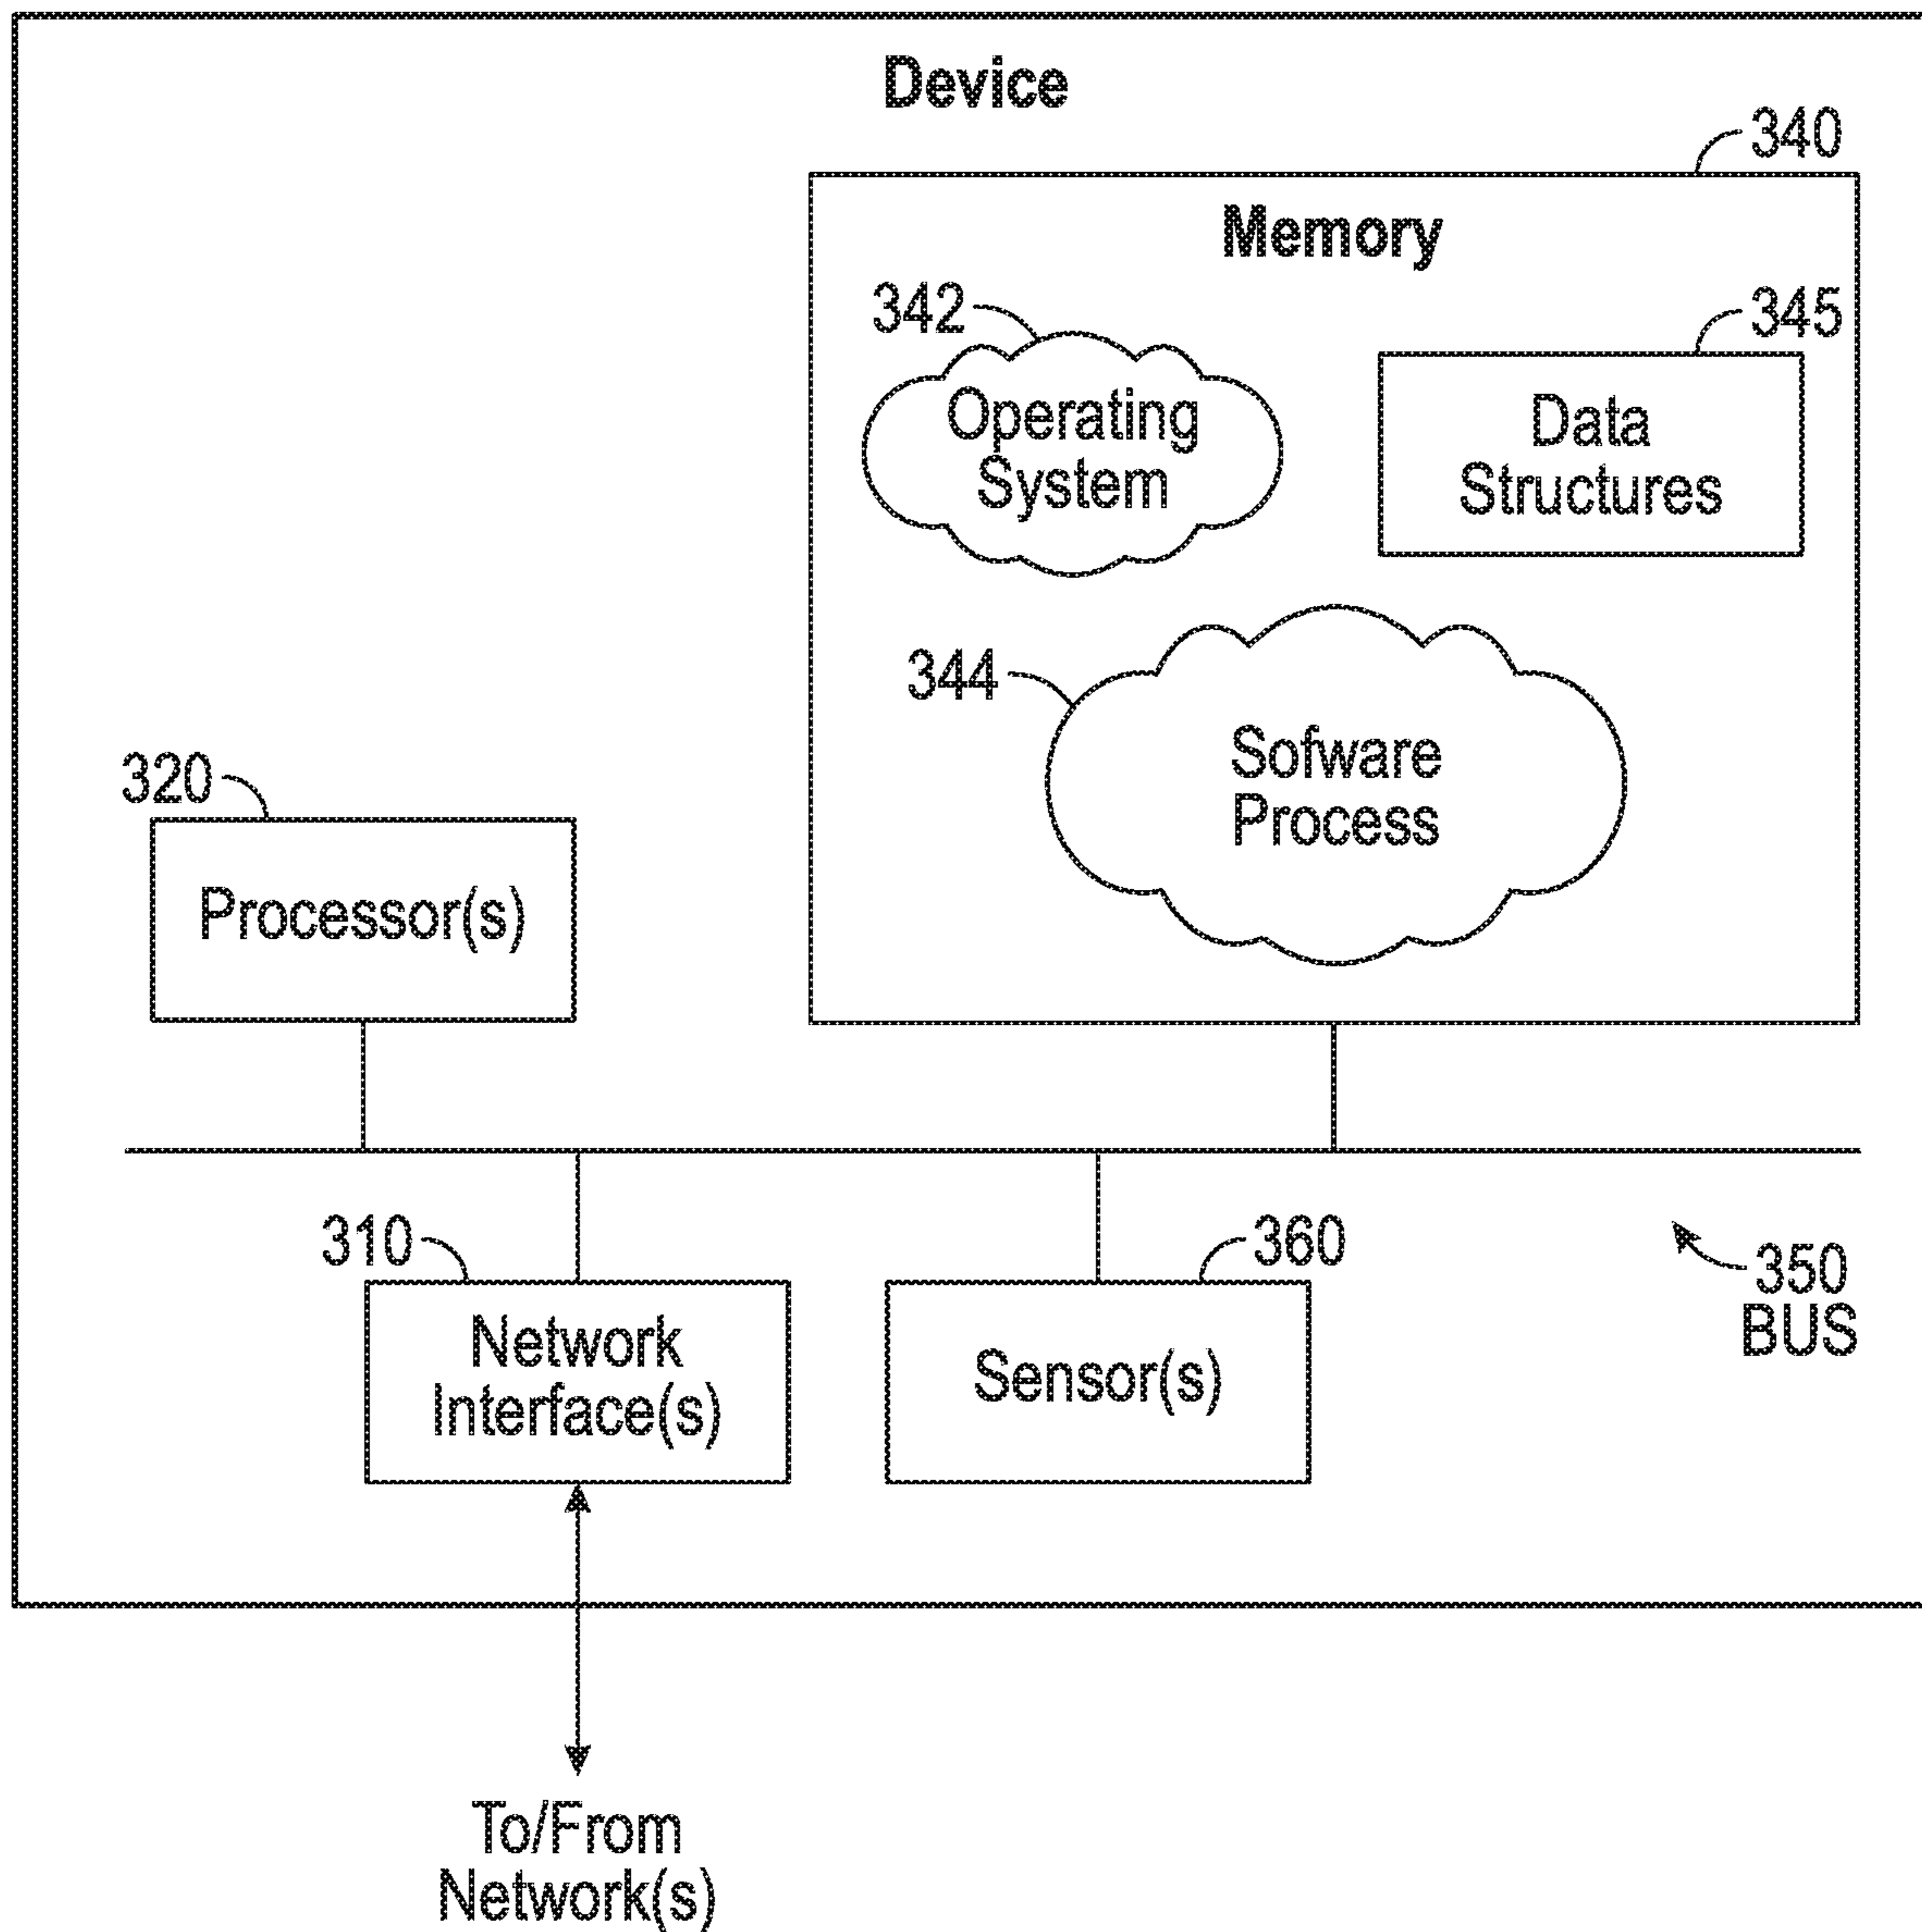 Device
340
Memory
342
345
Operating
System
Data
Structures
344
Sofware
Process
320
Processor(s)
310
360
350
BUS
Network
Interface(s)
Sensor(s)
To/From
Network(s)